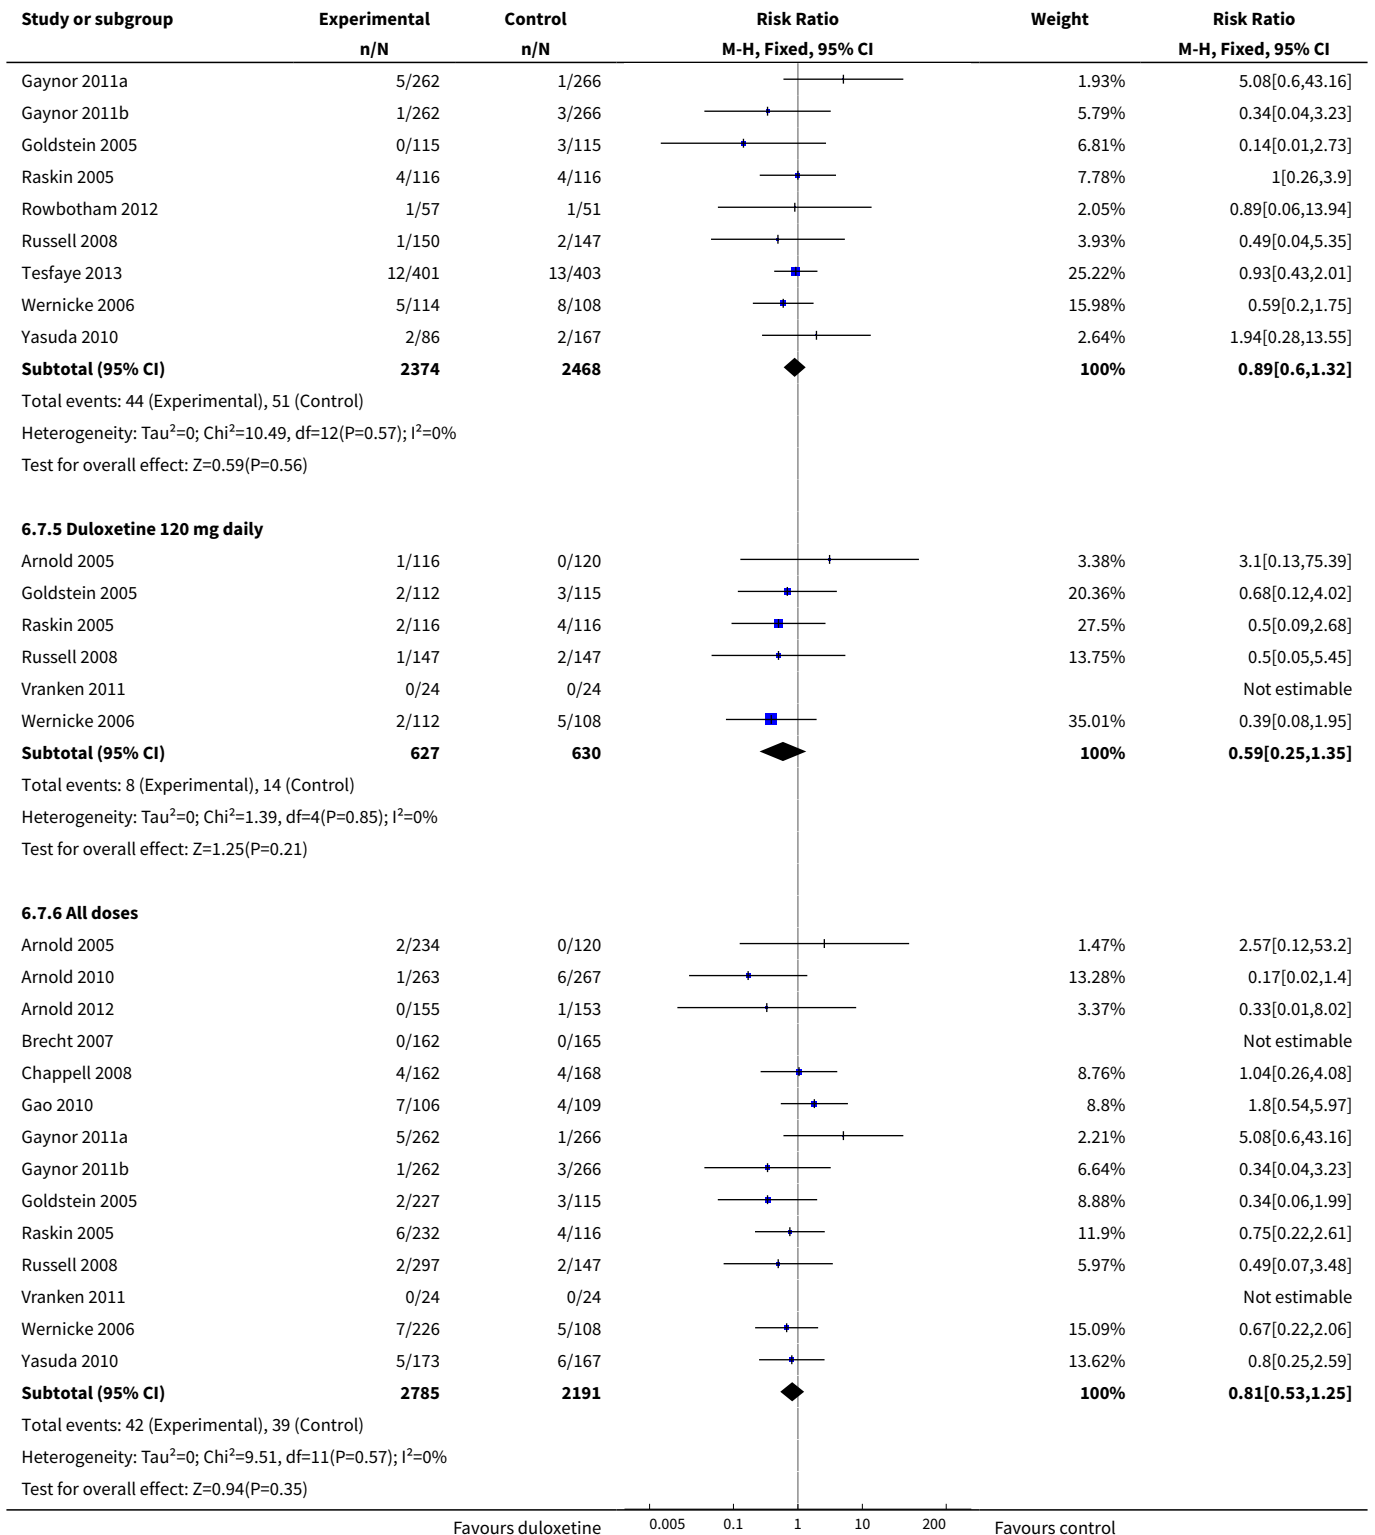 Study or subgroup Experimental Control Risk Ratio Weight Risk Ratio
n/N n/N M-H, Fixed, 95% CI M-H, Fixed, 95% CI
Gaynor 2011a 5/262 1/266 1.93% 5.08[0.6,43.16]
Gaynor 2011b 1/262 3/266 5.79% 0.34[0.04,3.23]
Goldstein 2005 0/115 3/115 6.81% 0.14[0.01,2.73]
Raskin 2005 4/116 4/116 7.78% 1[0.26,3.9]
Rowbotham 2012 1/57 1/51 2.05% 0.89[0.06,13.94]
Russell 2008 1/150 2/147 3.93% 0.49[0.04,5.35]
Tesfaye 2013 12/401 13/403 25.22% 0.93[0.43,2.01]
Wernicke 2006 5/114 8/108 15.98% 0.59[0.2,1.75]
Yasuda 2010 2/86 2/167 2.64% 1.94[0.28,13.55]
Subtotal (95% CI) 2374 2468 100% 0.89[0.6,1.32]
Total events: 44 (Experimental), 51 (Control)
Heterogeneity: Tau²=0; Chi²=10.49, df=12(P=0.57); I²=0%
Test for overall effect: Z=0.59(P=0.56)
6.7.5 Duloxetine 120 mg daily
Arnold 2005 1/116 0/120 3.38% 3.1[0.13,75.39]
Goldstein 2005 2/112 3/115 20.36% 0.68[0.12,4.02]
Raskin 2005 2/116 4/116 27.5% 0.5[0.09,2.68]
Russell 2008 1/147 2/147 13.75% 0.5[0.05,5.45]
Vranken 2011 0/24 0/24 Not estimable
Wernicke 2006 2/112 5/108 35.01% 0.39[0.08,1.95]
Subtotal (95% CI) 627 630 100% 0.59[0.25,1.35]
Total events: 8 (Experimental), 14 (Control)
Heterogeneity: Tau²=0; Chi²=1.39, df=4(P=0.85); I²=0%
Test for overall effect: Z=1.25(P=0.21)
6.7.6 All doses
Arnold 2005 2/234 0/120 1.47% 2.57[0.12,53.2]
Arnold 2010 1/263 6/267 13.28% 0.17[0.02,1.4]
Arnold 2012 0/155 1/153 3.37% 0.33[0.01,8.02]
Brecht 2007 0/162 0/165 Not estimable
Chappell 2008 4/162 4/168 8.76% 1.04[0.26,4.08]
Gao 2010 7/106 4/109 8.8% 1.8[0.54,5.97]
Gaynor 2011a 5/262 1/266 2.21% 5.08[0.6,43.16]
Gaynor 2011b 1/262 3/266 6.64% 0.34[0.04,3.23]
Goldstein 2005 2/227 3/115 8.88% 0.34[0.06,1.99]
Raskin 2005 6/232 4/116 11.9% 0.75[0.22,2.61]
Russell 2008 2/297 2/147 5.97% 0.49[0.07,3.48]
Vranken 2011 0/24 0/24 Not estimable
Wernicke 2006 7/226 5/108 15.09% 0.67[0.22,2.06]
Yasuda 2010 5/173 6/167 13.62% 0.8[0.25,2.59]
Subtotal (95% CI) 2785 2191 100% 0.81[0.53,1.25]
Total events: 42 (Experimental), 39 (Control)
Heterogeneity: Tau²=0; Chi²=9.51, df=11(P=0.57); I²=0%
Test for overall effect: Z=0.94(P=0.35)
Favours duloxetine 0.005 0.1 1 10 200 Favours control